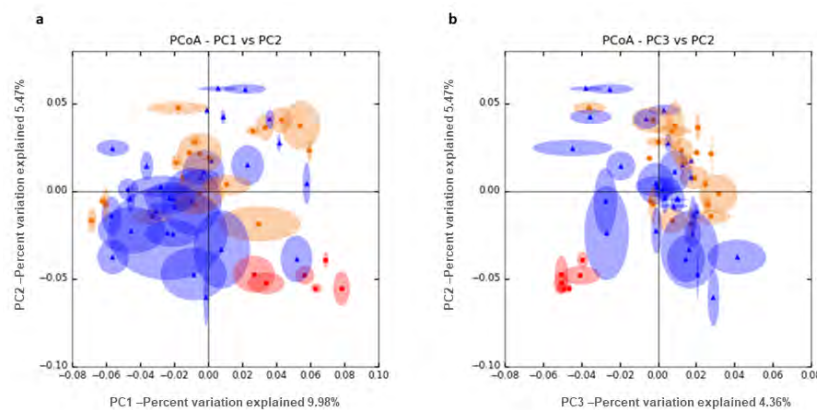 a
PCoA - PC1 vs PC2
PC2 –Percent variation explained 5.47%
0.05
0.00
−0.05
−0.10
−0.08 −0.06 −0.04 −0.02 0.00 0.02 0.04 0.06 0.08 0.10
PC1 –Percent variation explained 9.98%
b
PCoA - PC3 vs PC2
PC2 –Percent variation explained 5.47%
0.05
0.00
−0.05
−0.10
−0.08 −0.06 −0.04 −0.02 0.00 0.02 0.04 0.06 0.08
PC3 –Percent variation explained 4.36%